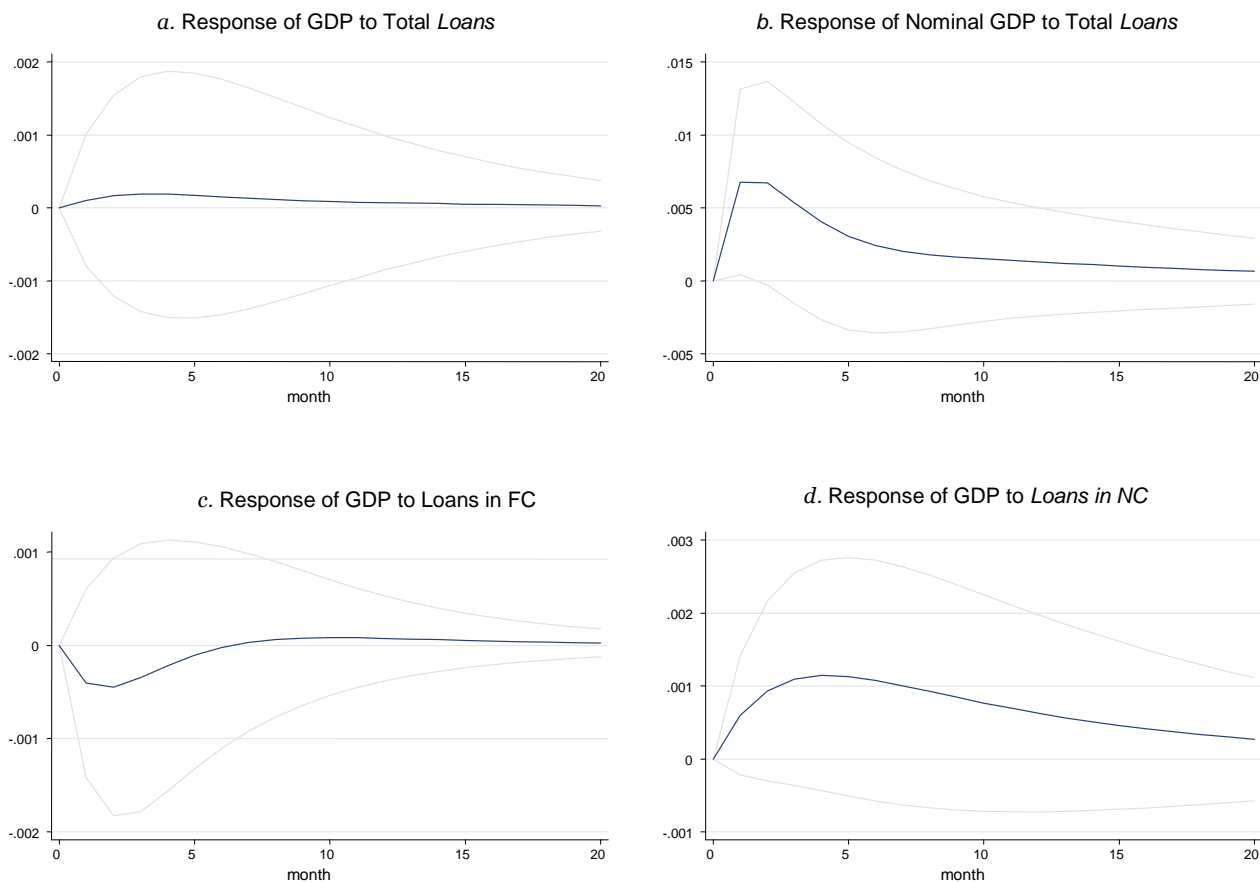 a. Response of GDP to Total Loans
.002
.001
0
-.001
-.002
0 5 10 15 20
month
b. Response of Nominal GDP to Total Loans
.015
.01
.005
0
-.005
0 5 10 15 20
month
c. Response of GDP to Loans in FC
.001
0
-.001
-.002
0 5 10 15 20
month
d. Response of GDP to Loans in NC
.003
.002
.001
0
-.001
0 5 10 15 20
month